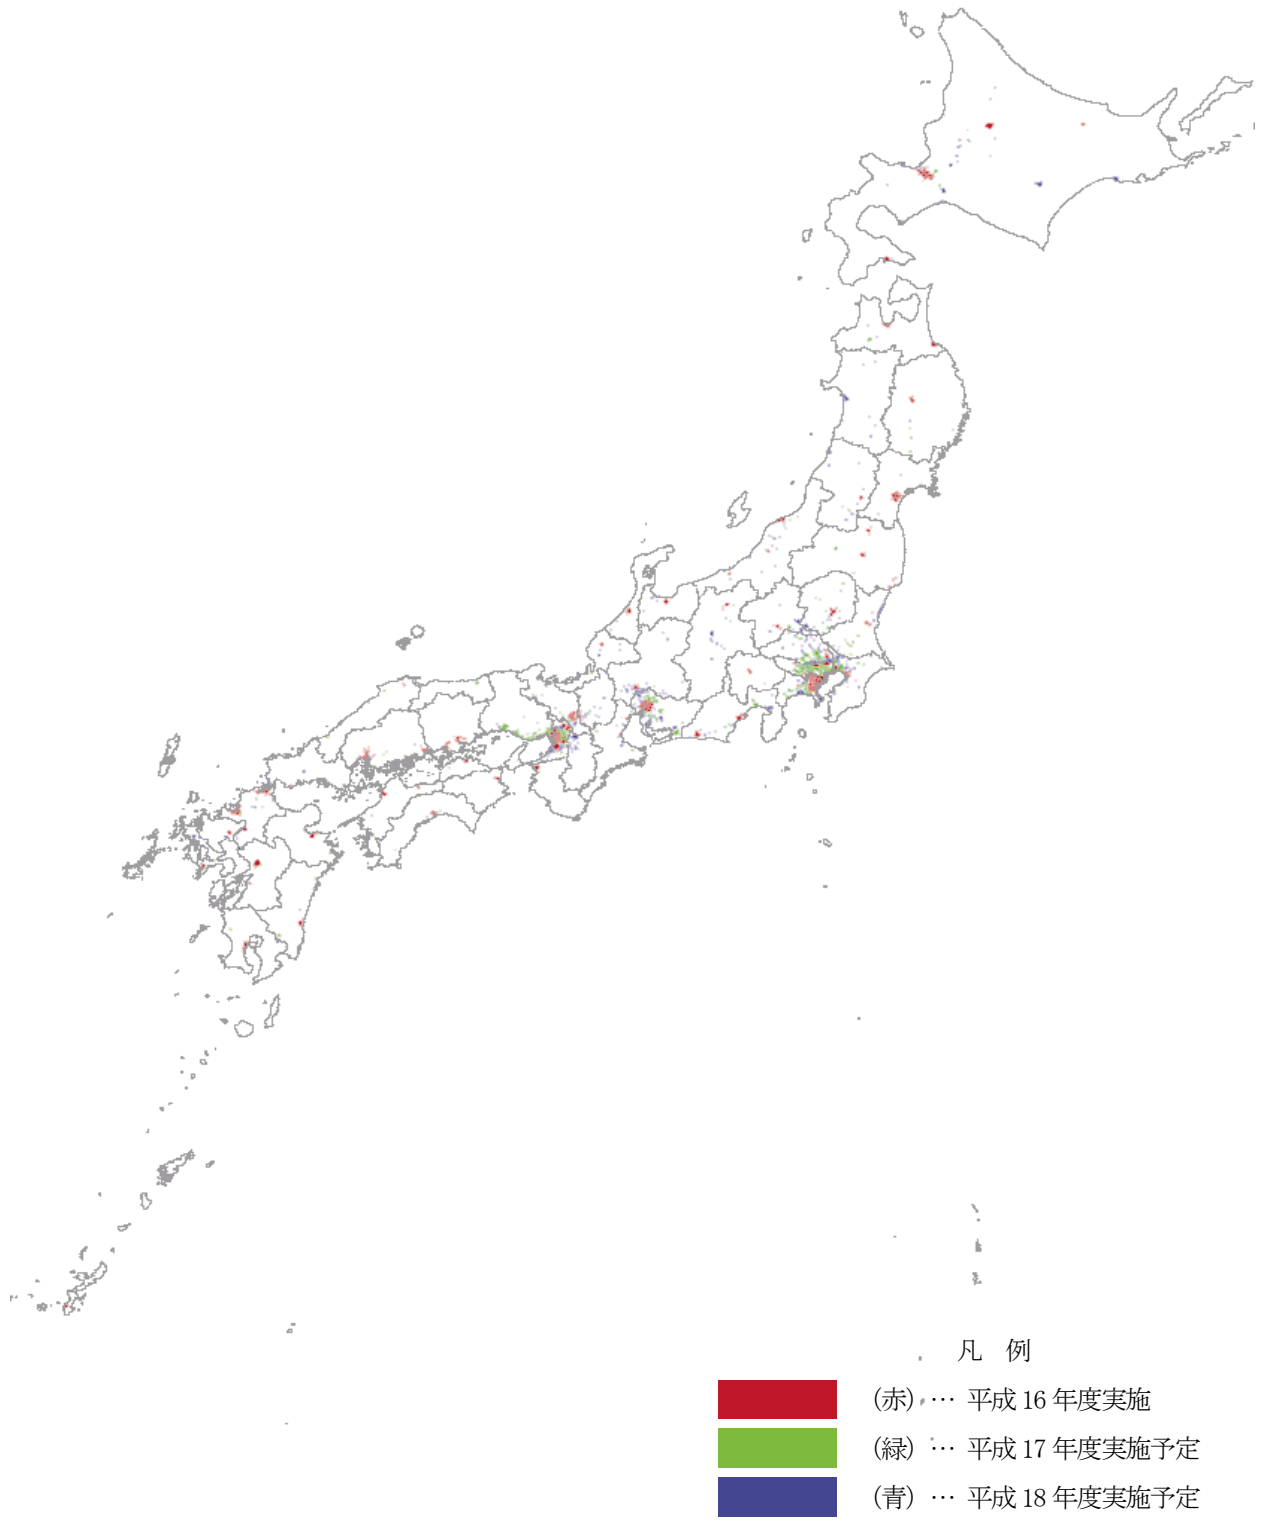 凡 例
(赤) … 平成 16 年度実施
(緑) … 平成 17 年度実施予定
(青) … 平成 18 年度実施予定